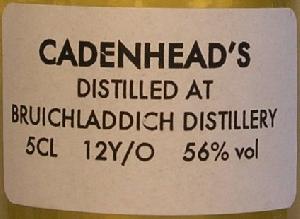 CADENHEAD'S
DISTILLED AT
BRUICHLADDICH DISTILLERY
5CL 12Y/O 56% vol